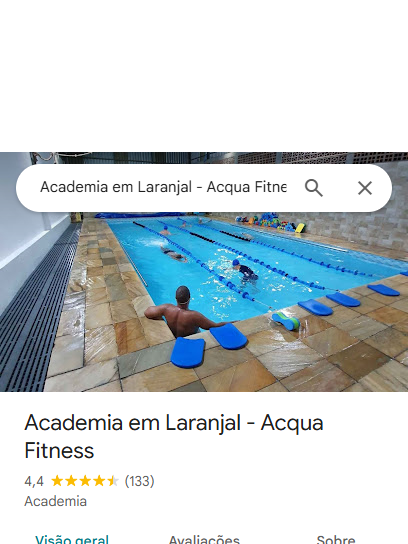 Academia em Laranjal - Acqua Fitne
Academia em Laranjal - Acqua
Fitness
4,4 (133)
Academia
Visão geral Avaliações Sobre